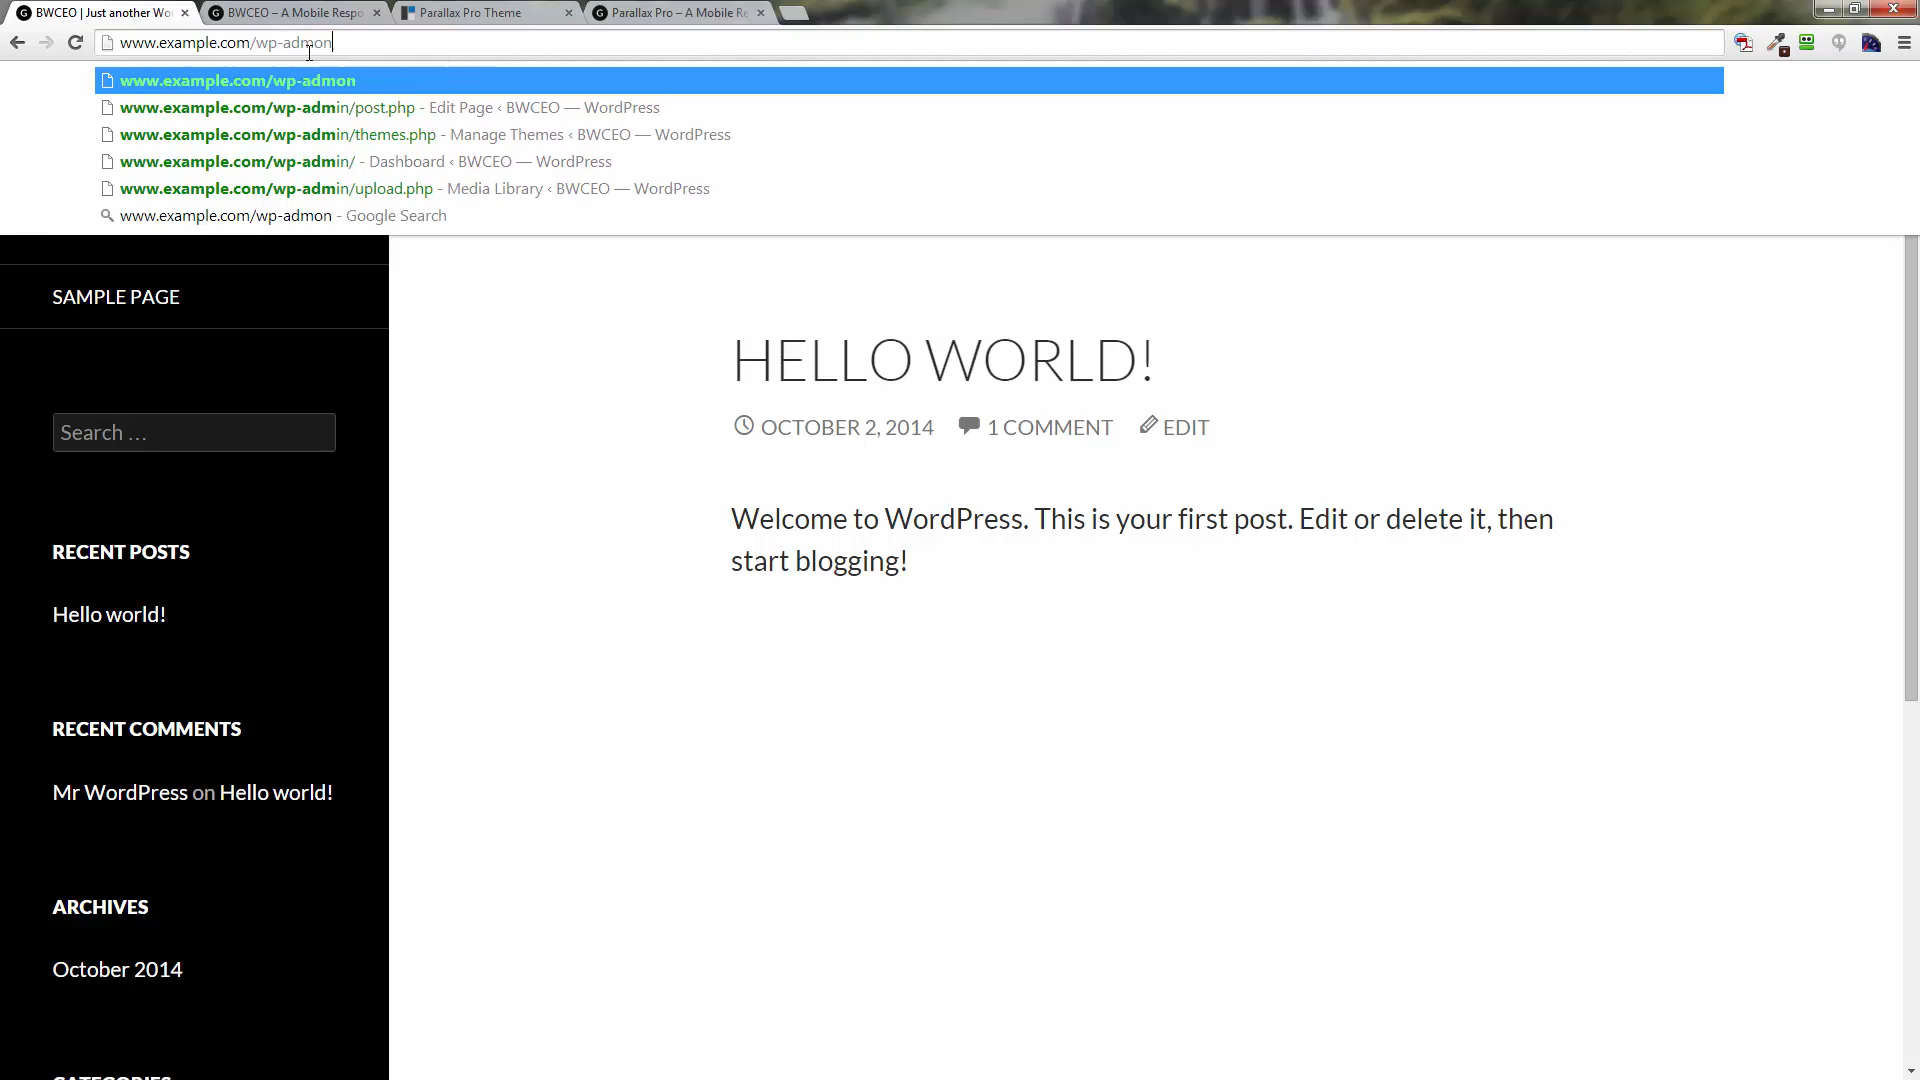 BWCEO | Just another Wo
BWCEO – A Mobile Respo
Parallax Pro Theme
Parallax Pro – A Mobile Re
www.example.com/wp-admon
www.example.com/wp-admon
www.example.com/wp-admin/post.php - Edit Page ‹ BWCEO — WordPress
www.example.com/wp-admin/themes.php - Manage Themes ‹ BWCEO — WordPress
www.example.com/wp-admin/ - Dashboard ‹ BWCEO — WordPress
www.example.com/wp-admin/upload.php - Media Library ‹ BWCEO — WordPress
www.example.com/wp-admon - Google Search
SAMPLE PAGE
Search …
RECENT POSTS
Hello world!
RECENT COMMENTS
Mr WordPress on Hello world!
ARCHIVES
October 2014
CATEGORIES
HELLO WORLD!
OCTOBER 2, 2014 1 COMMENT EDIT
Welcome to WordPress. This is your first post. Edit or delete it, then
start blogging!